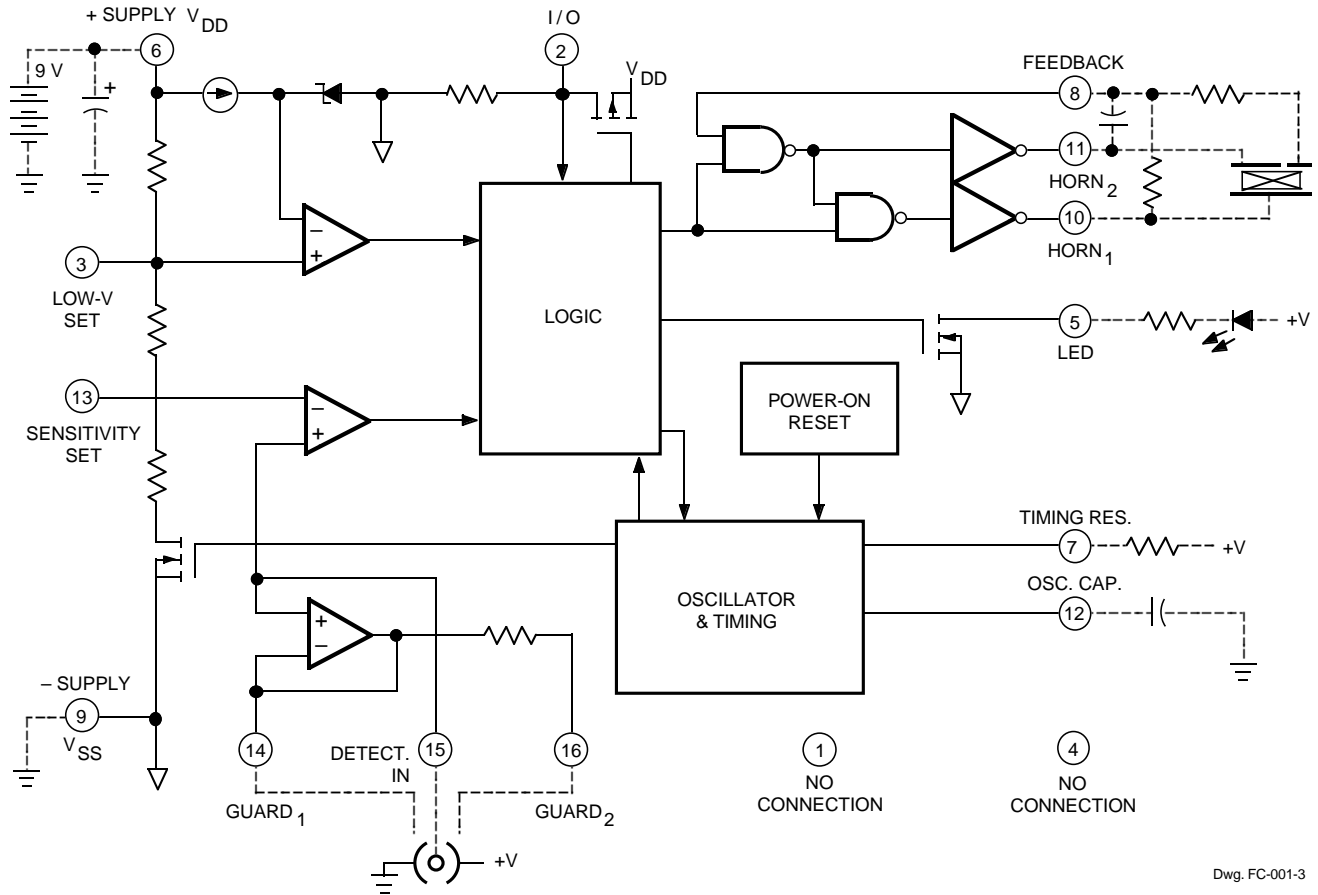 + SUPPLY V DD
6
9 V
+
I / O
2
V DD
FEEDBACK
8
11
HORN 2
10
HORN 1
−
+
3
LOW-V
SET
LOGIC
5
LED
+V
13
SENSITIVITY
SET
−
+
POWER-ON
RESET
TIMING RES.
7
+V
OSC. CAP.
12
OSCILLATOR
& TIMING
+
−
– SUPPLY
9
V SS
14
DETECT.
IN
15
16
GUARD 1
GUARD 2
+V
1
NO
CONNECTION
4
NO
CONNECTION
Dwg. FC-001-3